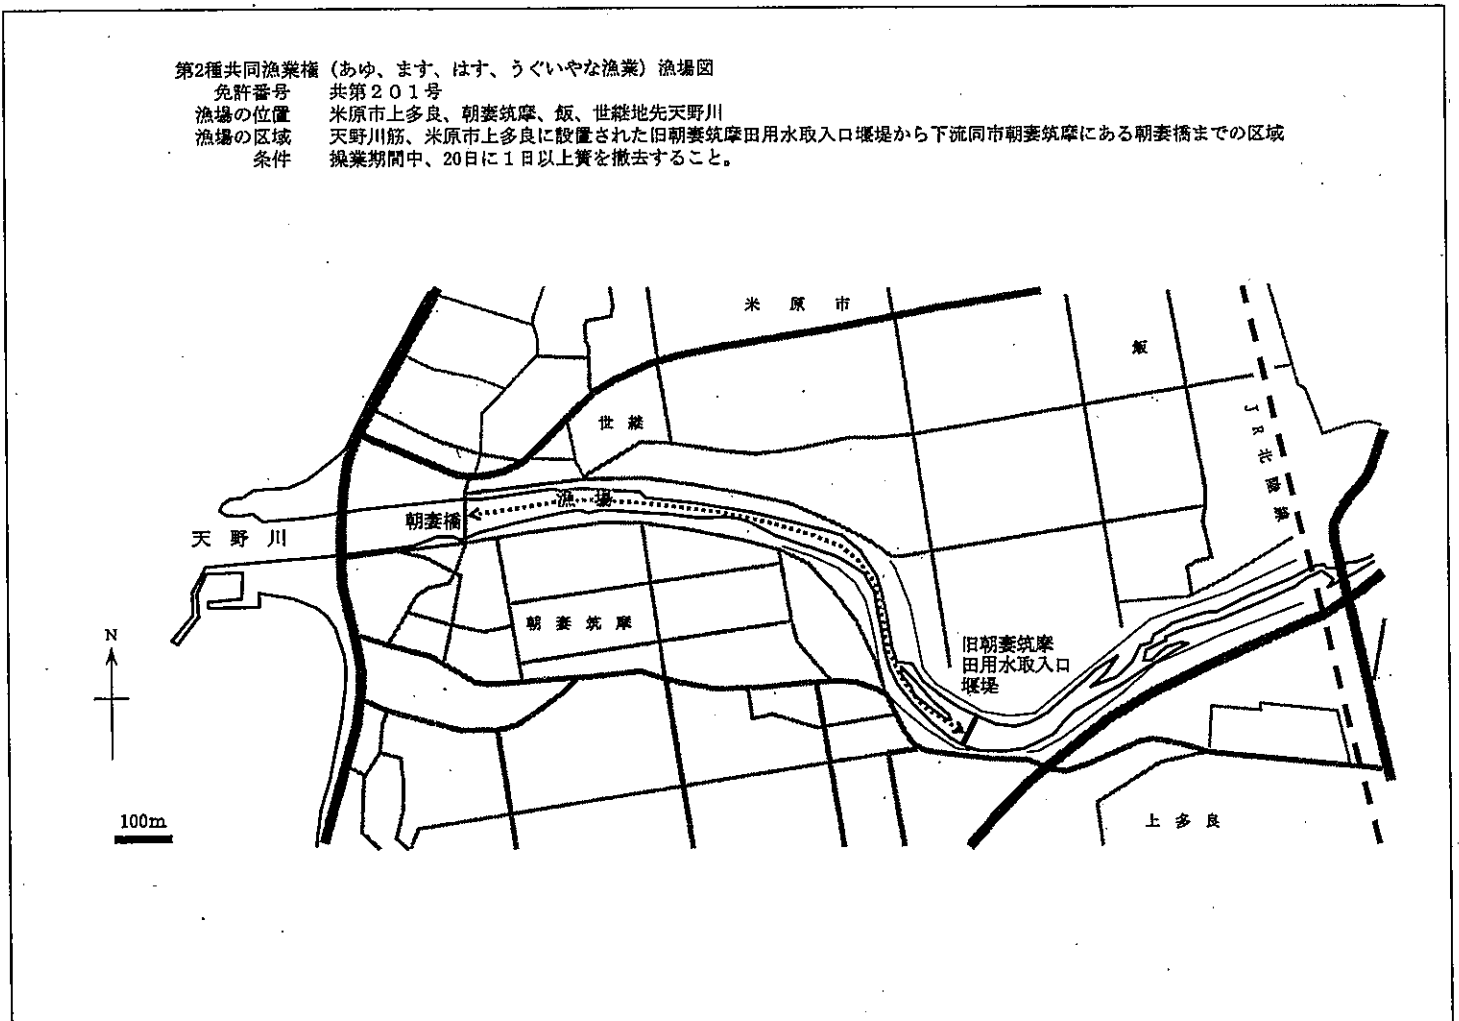 第2種共同漁業権（あゆ、ます、はす、うぐいやな漁業）漁場図
免許番号 共第２０１号
漁場の位置 米原市上多良、朝妻筑摩、飯、世継地先天野川
漁場の区域 天野川筋、米原市上多良に設置された旧朝妻筑摩田用水取入口堰堤から下流同市朝妻筑摩にある朝妻橋までの区域
条件 操業期間中、20日に１日以上簀を撤去すること。
米原市
飯
世継
JR北陸線
漁場
朝妻橋
天野川
朝妻筑摩
N
旧朝妻筑摩
田用水取入口
堰堤
100m
上多良